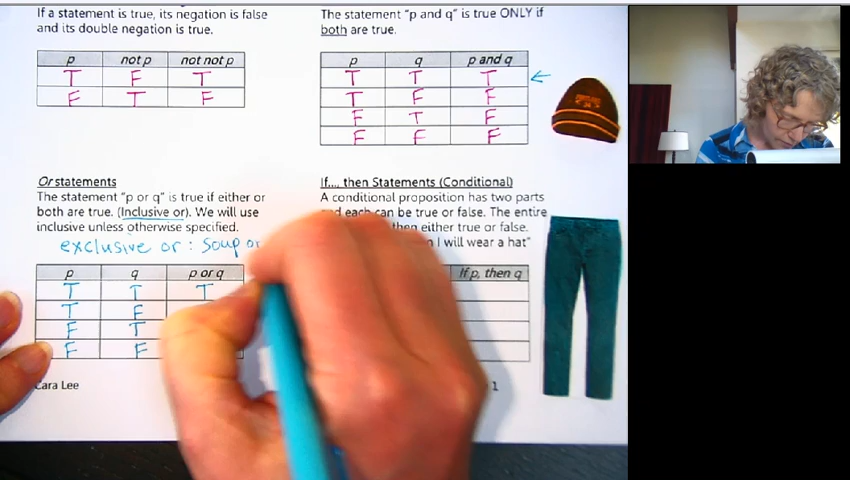 If a statement is true, its negation is false
and its double negation is true.
p not p not not p
T F T
F T F
The statement "p and q" is true ONLY if
both are true.
p q p and q
T T T
T F F
F T F
F F F
Or statements
The statement "p or q" is true if either or
both are true. (Inclusive or). We will use
inclusive unless otherwise specified.
exclusive or: Soup or
p q p or q
T T T
T F
F T
F F
If.... then Statements (Conditional)
A conditional proposition has two parts
and each can be true or false. The entire
then either true or false.
I will wear a hat"
If p, then q
Cara Lee
1